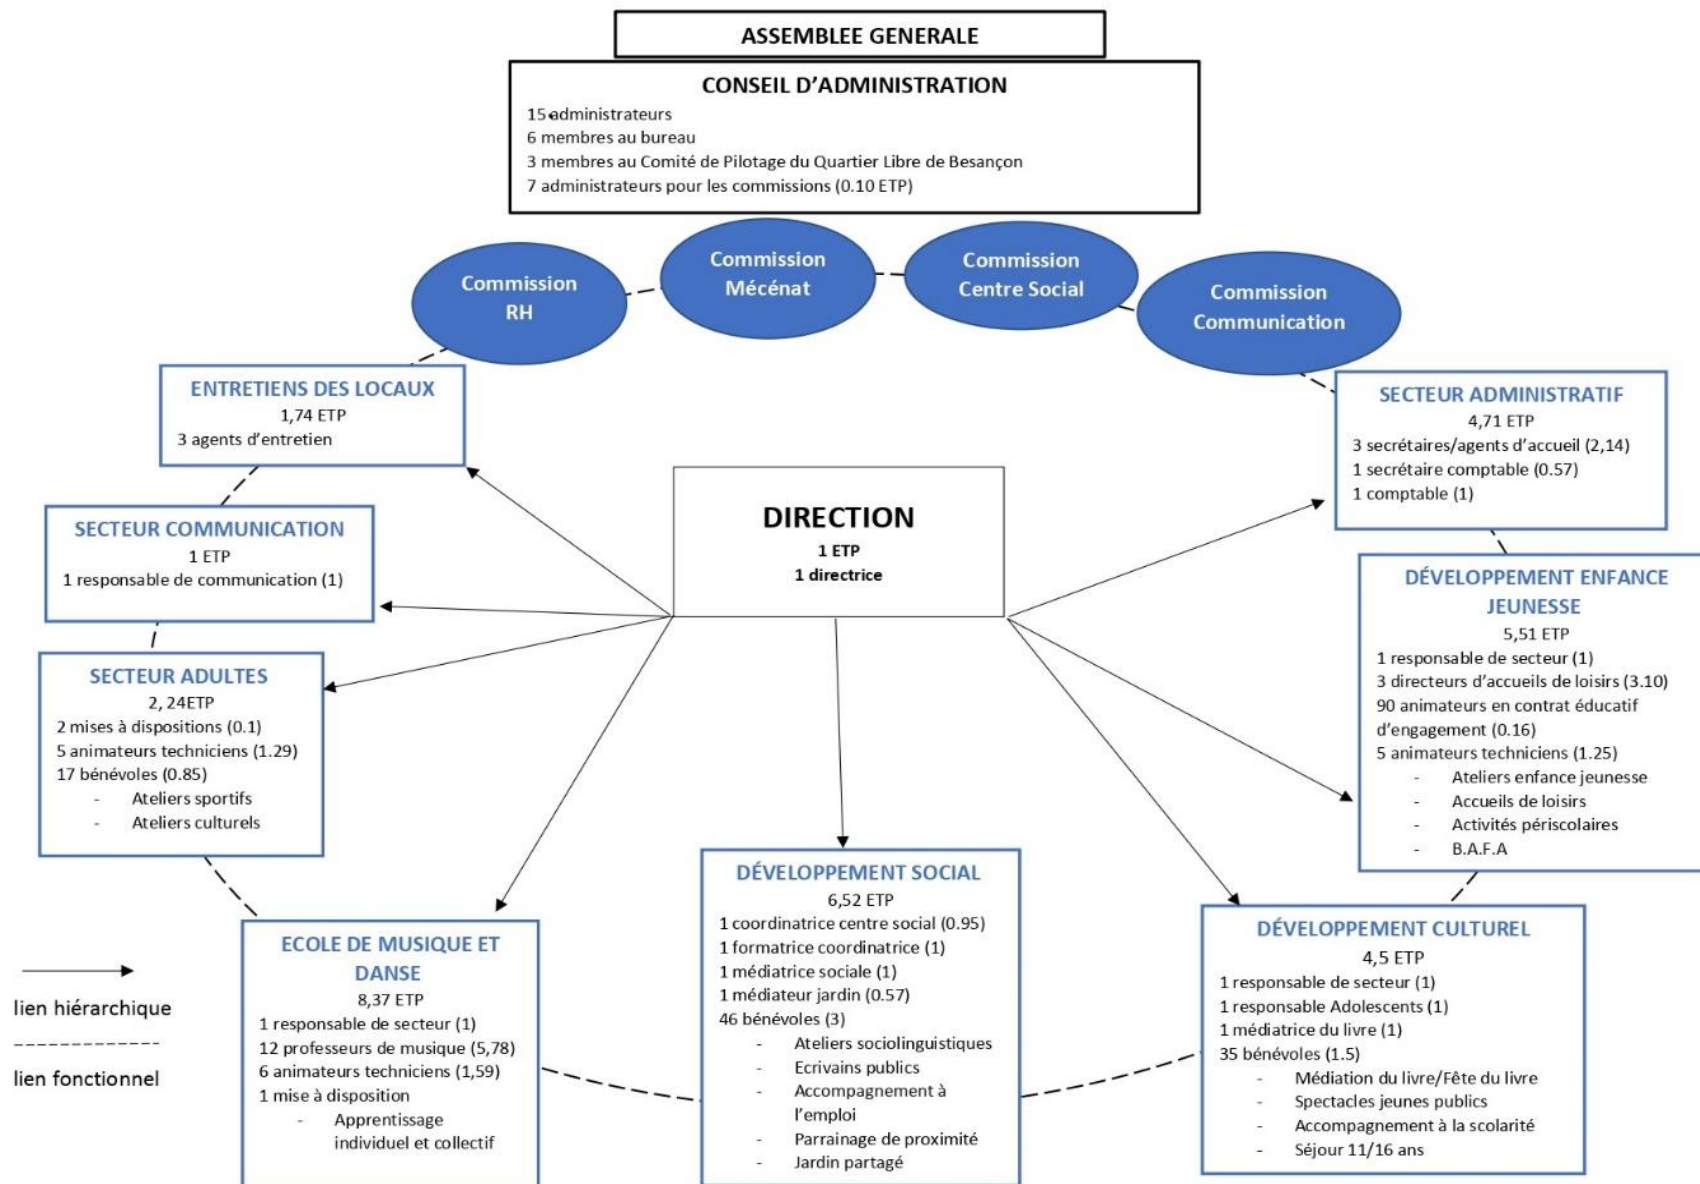 ASSEMBLEE GENERALE
CONSEIL D’ADMINISTRATION
15 administrateurs
6 membres au bureau
3 membres au Comité de Pilotage du Quartier Libre de Besançon
7 administrateurs pour les commissions (0.10 ETP)
Commission
RH
Commission
Mécénat
Commission
Centre Social
Commission
Communication
ENTRETIENS DES LOCAUX
1,74 ETP
3 agents d’entretien
SECTEUR ADMINISTRATIF
4,71 ETP
3 secrétaires/agents d’accueil (2,14)
1 secrétaire comptable (0.57)
1 comptable (1)
DIRECTION
1 ETP
1 directrice
SECTEUR COMMUNICATION
1 ETP
1 responsable de communication (1)
DÉVELOPPEMENT ENFANCE
JEUNESSE
5,51 ETP
1 responsable de secteur (1)
3 directeurs d’accueils de loisirs (3.10)
90 animateurs en contrat éducatif
d’engagement (0.16)
5 animateurs techniciens (1.25)
- Ateliers enfance jeunesse
- Accueils de loisirs
- Activités périscolaires
- B.A.F.A
SECTEUR ADULTES
2, 24ETP
2 mises à dispositions (0.1)
5 animateurs techniciens (1.29)
17 bénévoles (0.85)
- Ateliers sportifs
- Ateliers culturels
ECOLE DE MUSIQUE ET
DANSE
8,37 ETP
1 responsable de secteur (1)
12 professeurs de musique (5,78)
6 animateurs techniciens (1,59)
1 mise à disposition
- Apprentissage
individuel et collectif
DÉVELOPPEMENT SOCIAL
6,52 ETP
1 coordinatrice centre social (0.95)
1 formatrice coordinatrice (1)
1 médiatrice sociale (1)
1 médiateur jardin (0.57)
46 bénévoles (3)
- Ateliers sociolinguistiques
- Ecrivains publics
- Accompagnement à
l’emploi
- Parrainage de proximité
- Jardin partagé
DÉVELOPPEMENT CULTUREL
4,5 ETP
1 responsable de secteur (1)
1 responsable Adolescents (1)
1 médiatrice du livre (1)
35 bénévoles (1.5)
- Médiation du livre/Fête du livre
- Spectacles jeunes publics
- Accompagnement à la scolarité
- Séjour 11/16 ans
lien hiérarchique
lien fonctionnel